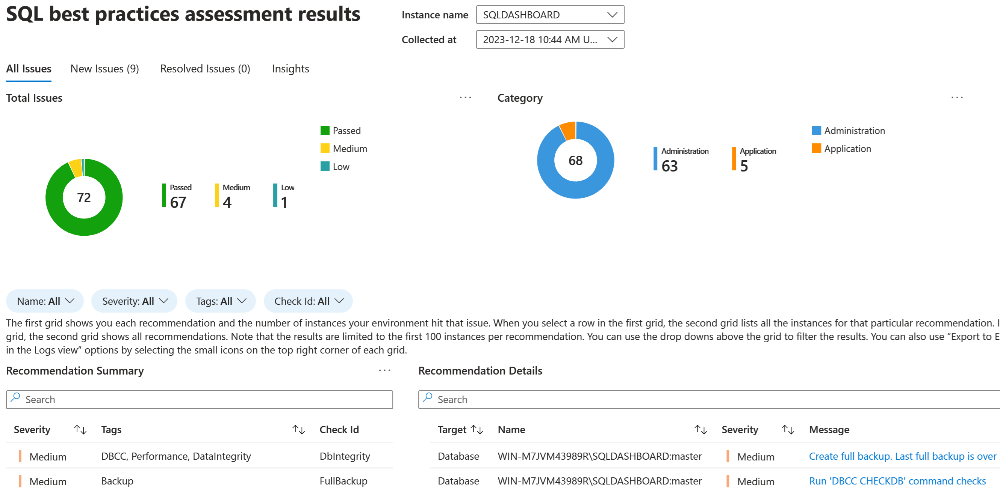 SQL best practices assessment results
Instance name
SQLDASHBOARD
Collected at
2023-12-18 10:44 AM U...
All Issues New Issues (9) Resolved Issues (0) Insights
Total Issues
...
Passed
Medium
Low
72
Passed
67
Medium
4
Low
1
Category
...
Administration
Application
68
Administration
63
Application
5
Name: All Severity: All Tags: All Check Id: All
The first grid shows you each recommendation and the number of instances your environment hit that issue. When you select a row in the first grid, the second grid lists all the instances for that particular recommendation.
grid, the second grid shows all recommendations. Note that the results are limited to the first 100 instances per recommendation. You can use the drop downs above the grid to filter the results. You can also use “Export to
in the Logs view” options by selecting the small icons on the top right corner of each grid.
Recommendation Summary
...
Search
Severity Tags Check Id
Medium DBCC, Performance, DataIntegrity DbIntegrity
Medium Backup FullBackup
Recommendation Details
Search
Target Name Severity Message
Database WIN-M7JVM43989R\SQLDASHBOARD:master Medium Create full backup. Last full backup is over
Database WIN-M7JVM43989R\SQLDASHBOARD:master Medium Run 'DBCC CHECKDB' command checks